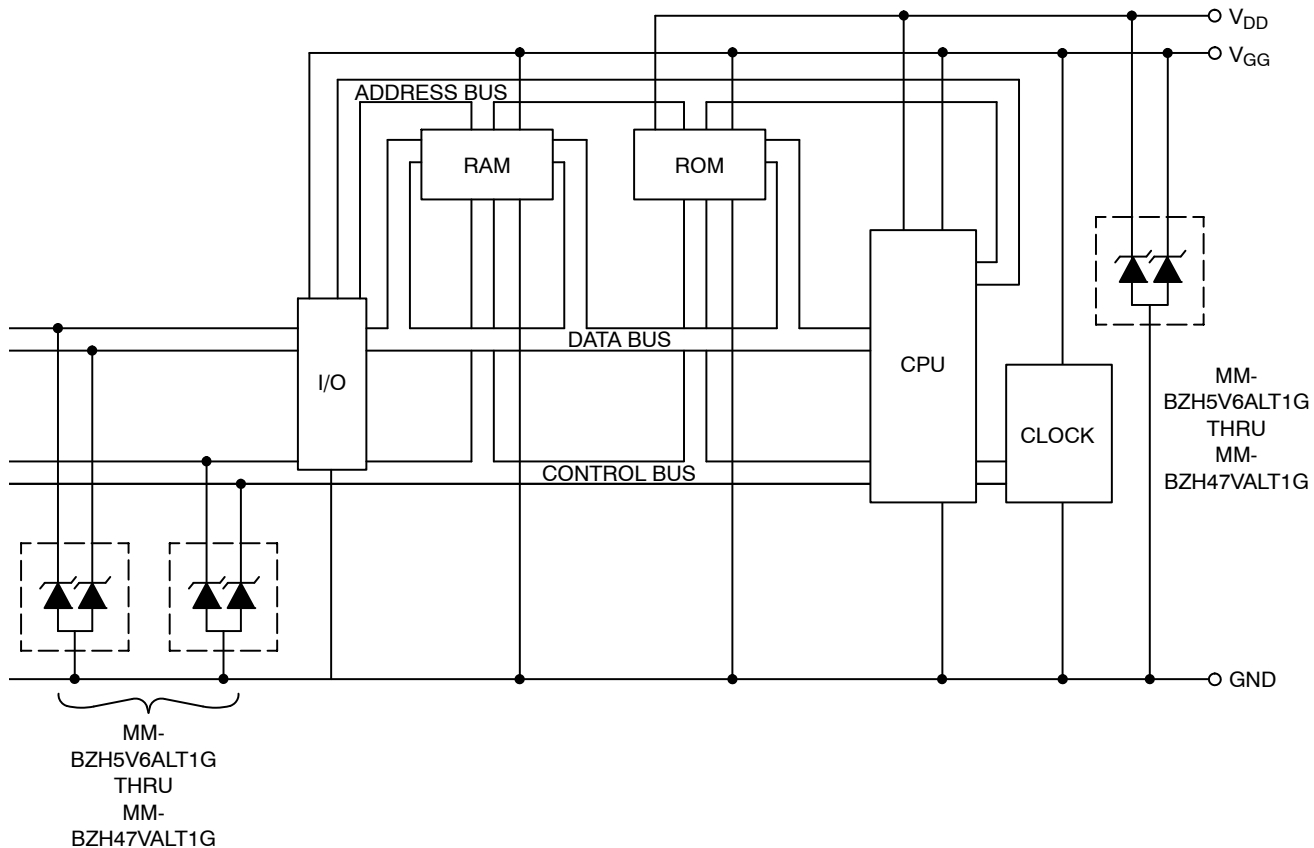 VDD
VGG
ADDRESS BUS
RAM
ROM
DATA BUS
I/O
CPU
CLOCK
CONTROL BUS
MM-
BZH5V6ALT1G
THRU
MM-
BZH47VALT1G
GND
MM-
BZH5V6ALT1G
THRU
MM-
BZH47VALT1G